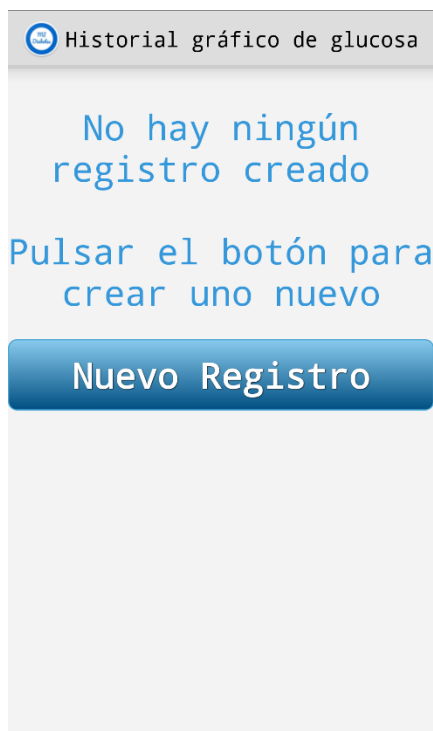 Historial gráfico de glucosa
No hay ningún
registro creado
Pulsar el botón para
crear uno nuevo
Nuevo Registro